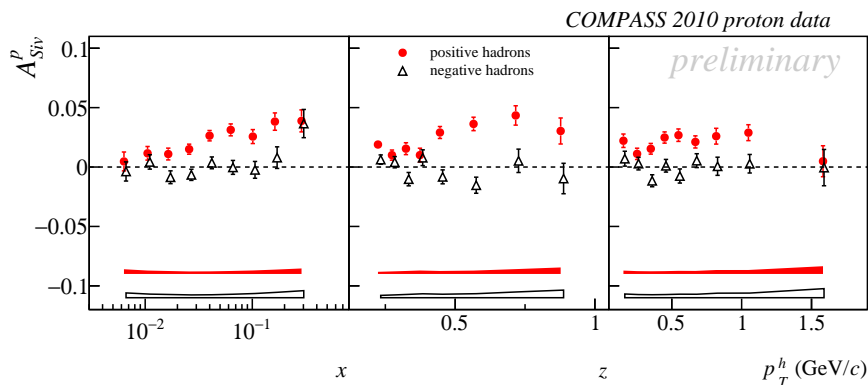 COMPASS 2010 proton data
A^p_Siv
0.1
0.05
0
−0.05
−0.1
positive hadrons
negative hadrons
preliminary
10^−2 10^−1 0.5 1 0.5 1 1.5
x z p_T^h (GeV/c)